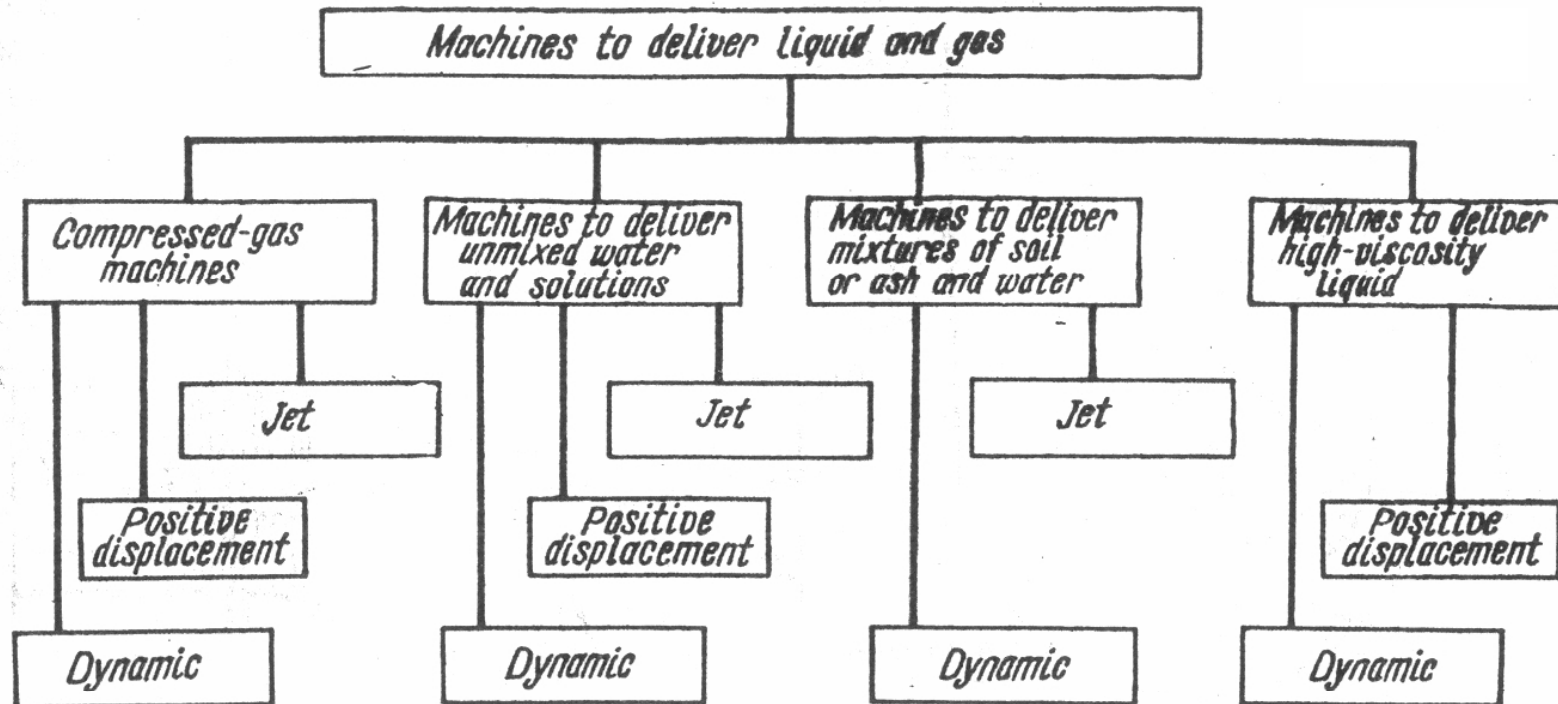 Machines to deliver liquid and gas
Compressed-gas
machines
Machines to deliver
unmixed water
and solutions
Machines to deliver
mixtures of soil
or ash and water
Machines to deliver
high-viscosity
liquid
Jet
Jet
Jet
Positive
displacement
Positive
displacement
Positive
displacement
Dynamic
Dynamic
Dynamic
Dynamic